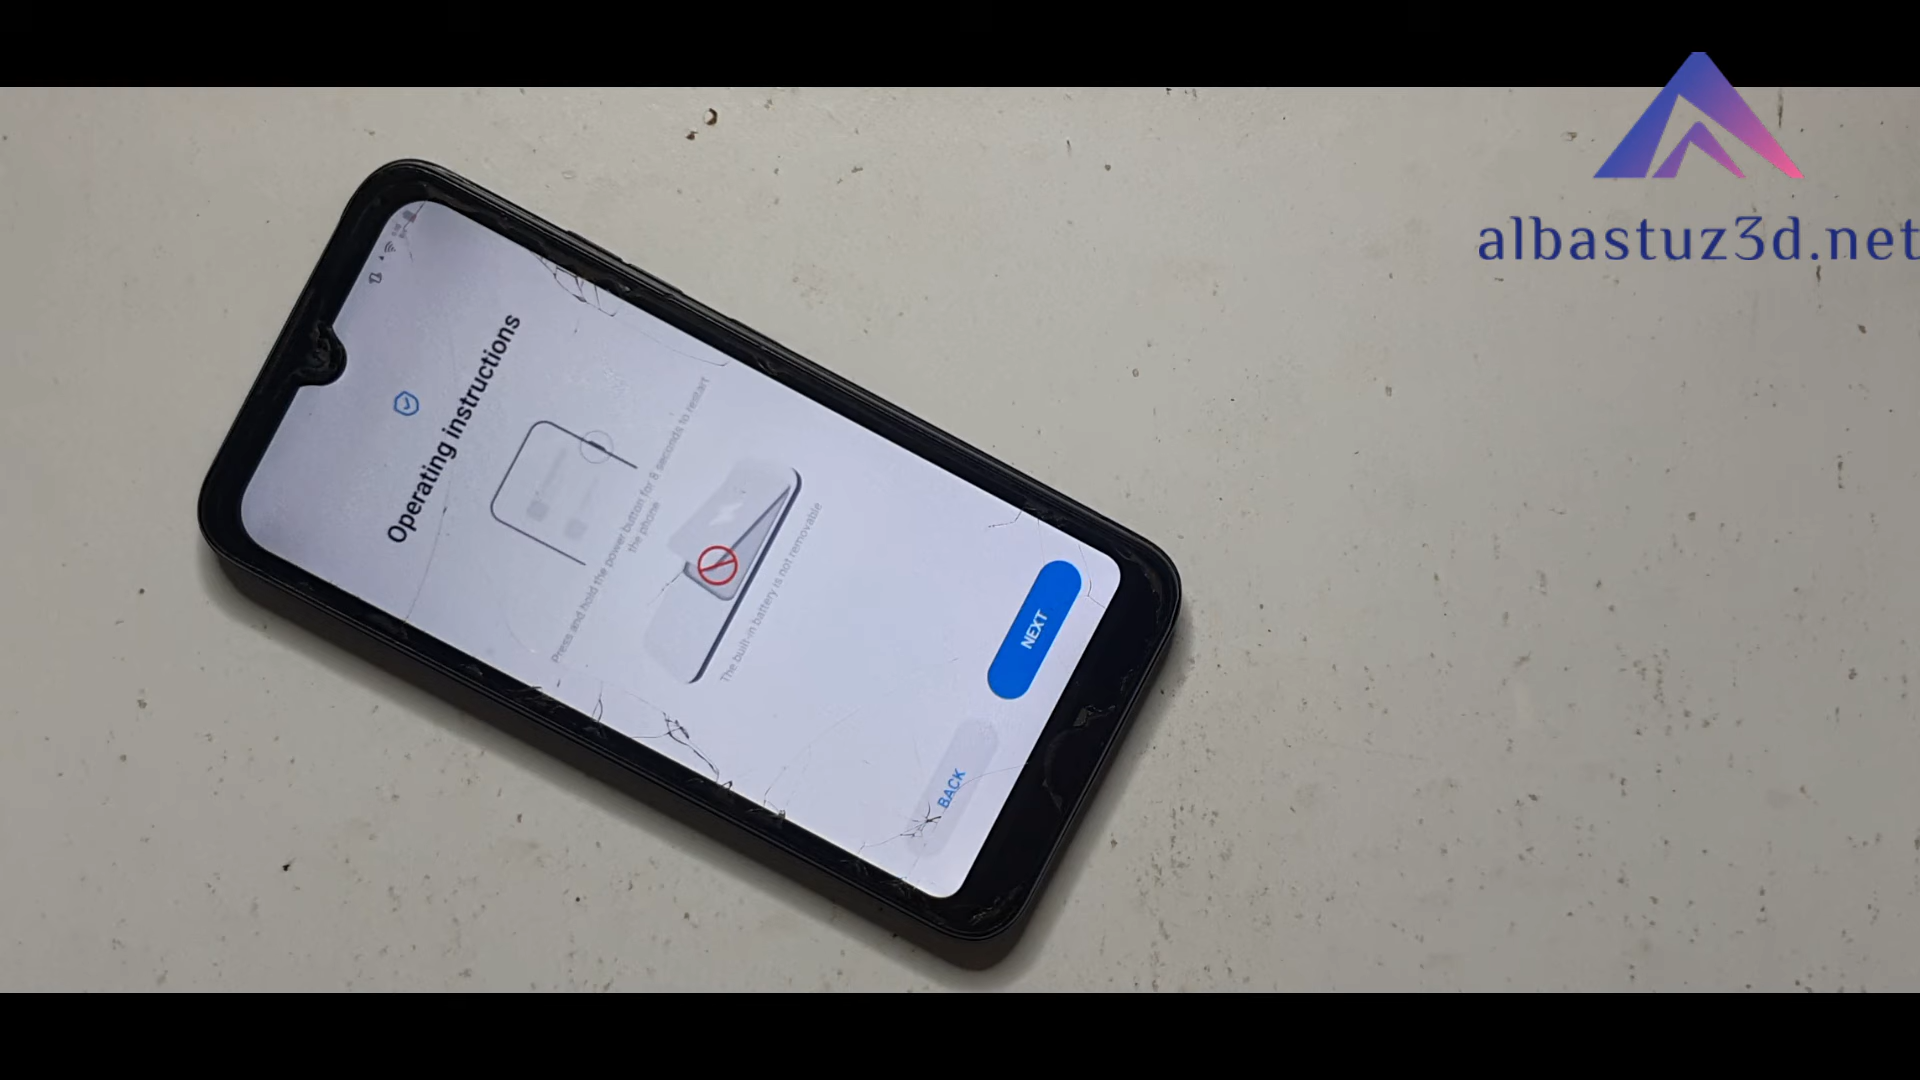 albastuz3d.net
Operating instructions
Press and hold the power button for 8 seconds to restart
the phone
The built-in battery is not removable
NEXT
BACK